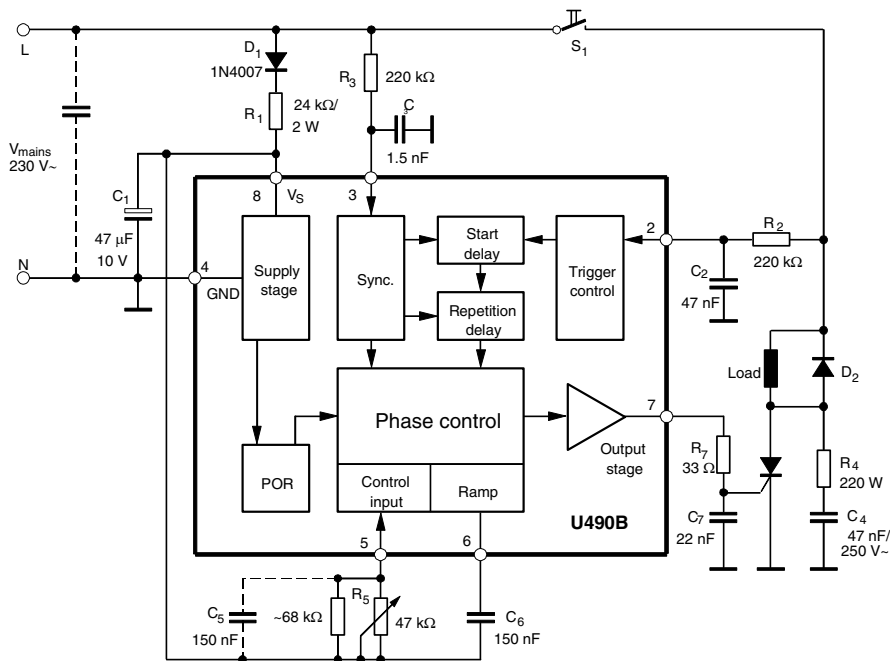 L
D1
1N4007
R3
220 kΩ
S1
R1
24 kΩ/
2 W
C3
1.5 nF
Vmains
230 V~
C1
47 µF
10 V
8
VS
3
2
R2
220 kΩ
C2
47 nF
N
4
GND
Supply
stage
Sync.
Start
delay
Repetition
delay
Trigger
control
Load
D2
Phase control
7
Output
stage
POR
Control
input
Ramp
U490B
R7
33 Ω
R4
220 W
C7
22 nF
C4
47 nF/
250 V~
5
6
C5
150 nF
~68 kΩ
R5
47 kΩ
C6
150 nF